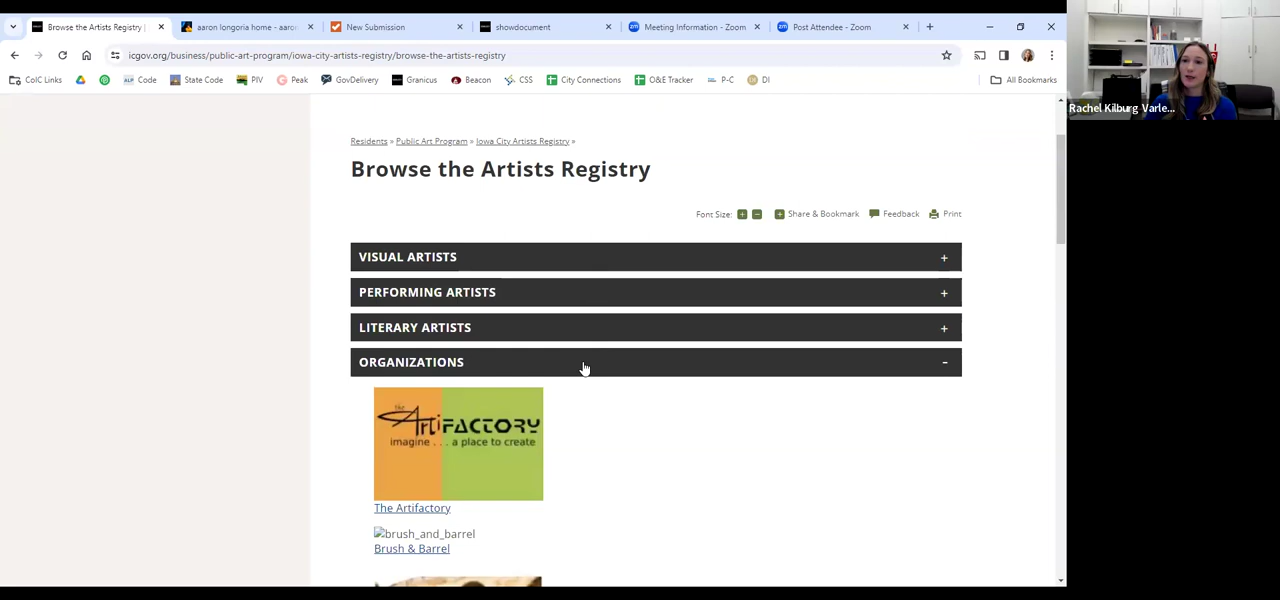 Browse the Artists Registry |
aaron longoria home - aaro
New Submission
showdocument
Meeting Information - Zoom
Post Attendee - Zoom
icgov.org/business/public-art-program/iowa-city-artists-registry/browse-the-artists-registry
CoIC Links
Code
State Code
PIV
Peak
GovDelivery
Granicus
Beacon
CSS
City Connections
O&E Tracker
P-C
DI
All Bookmarks
Rachel Kilburg Varle...
Residents » Public Art Program » Iowa City Artists Registry »
Browse the Artists Registry
Font Size: + - Share & Bookmark Feedback Print
VISUAL ARTISTS +
PERFORMING ARTISTS +
LITERARY ARTISTS +
ORGANIZATIONS -
the ArtiFACTORY
imagine . . . a place to create
The Artifactory
brush_and_barrel
Brush & Barrel